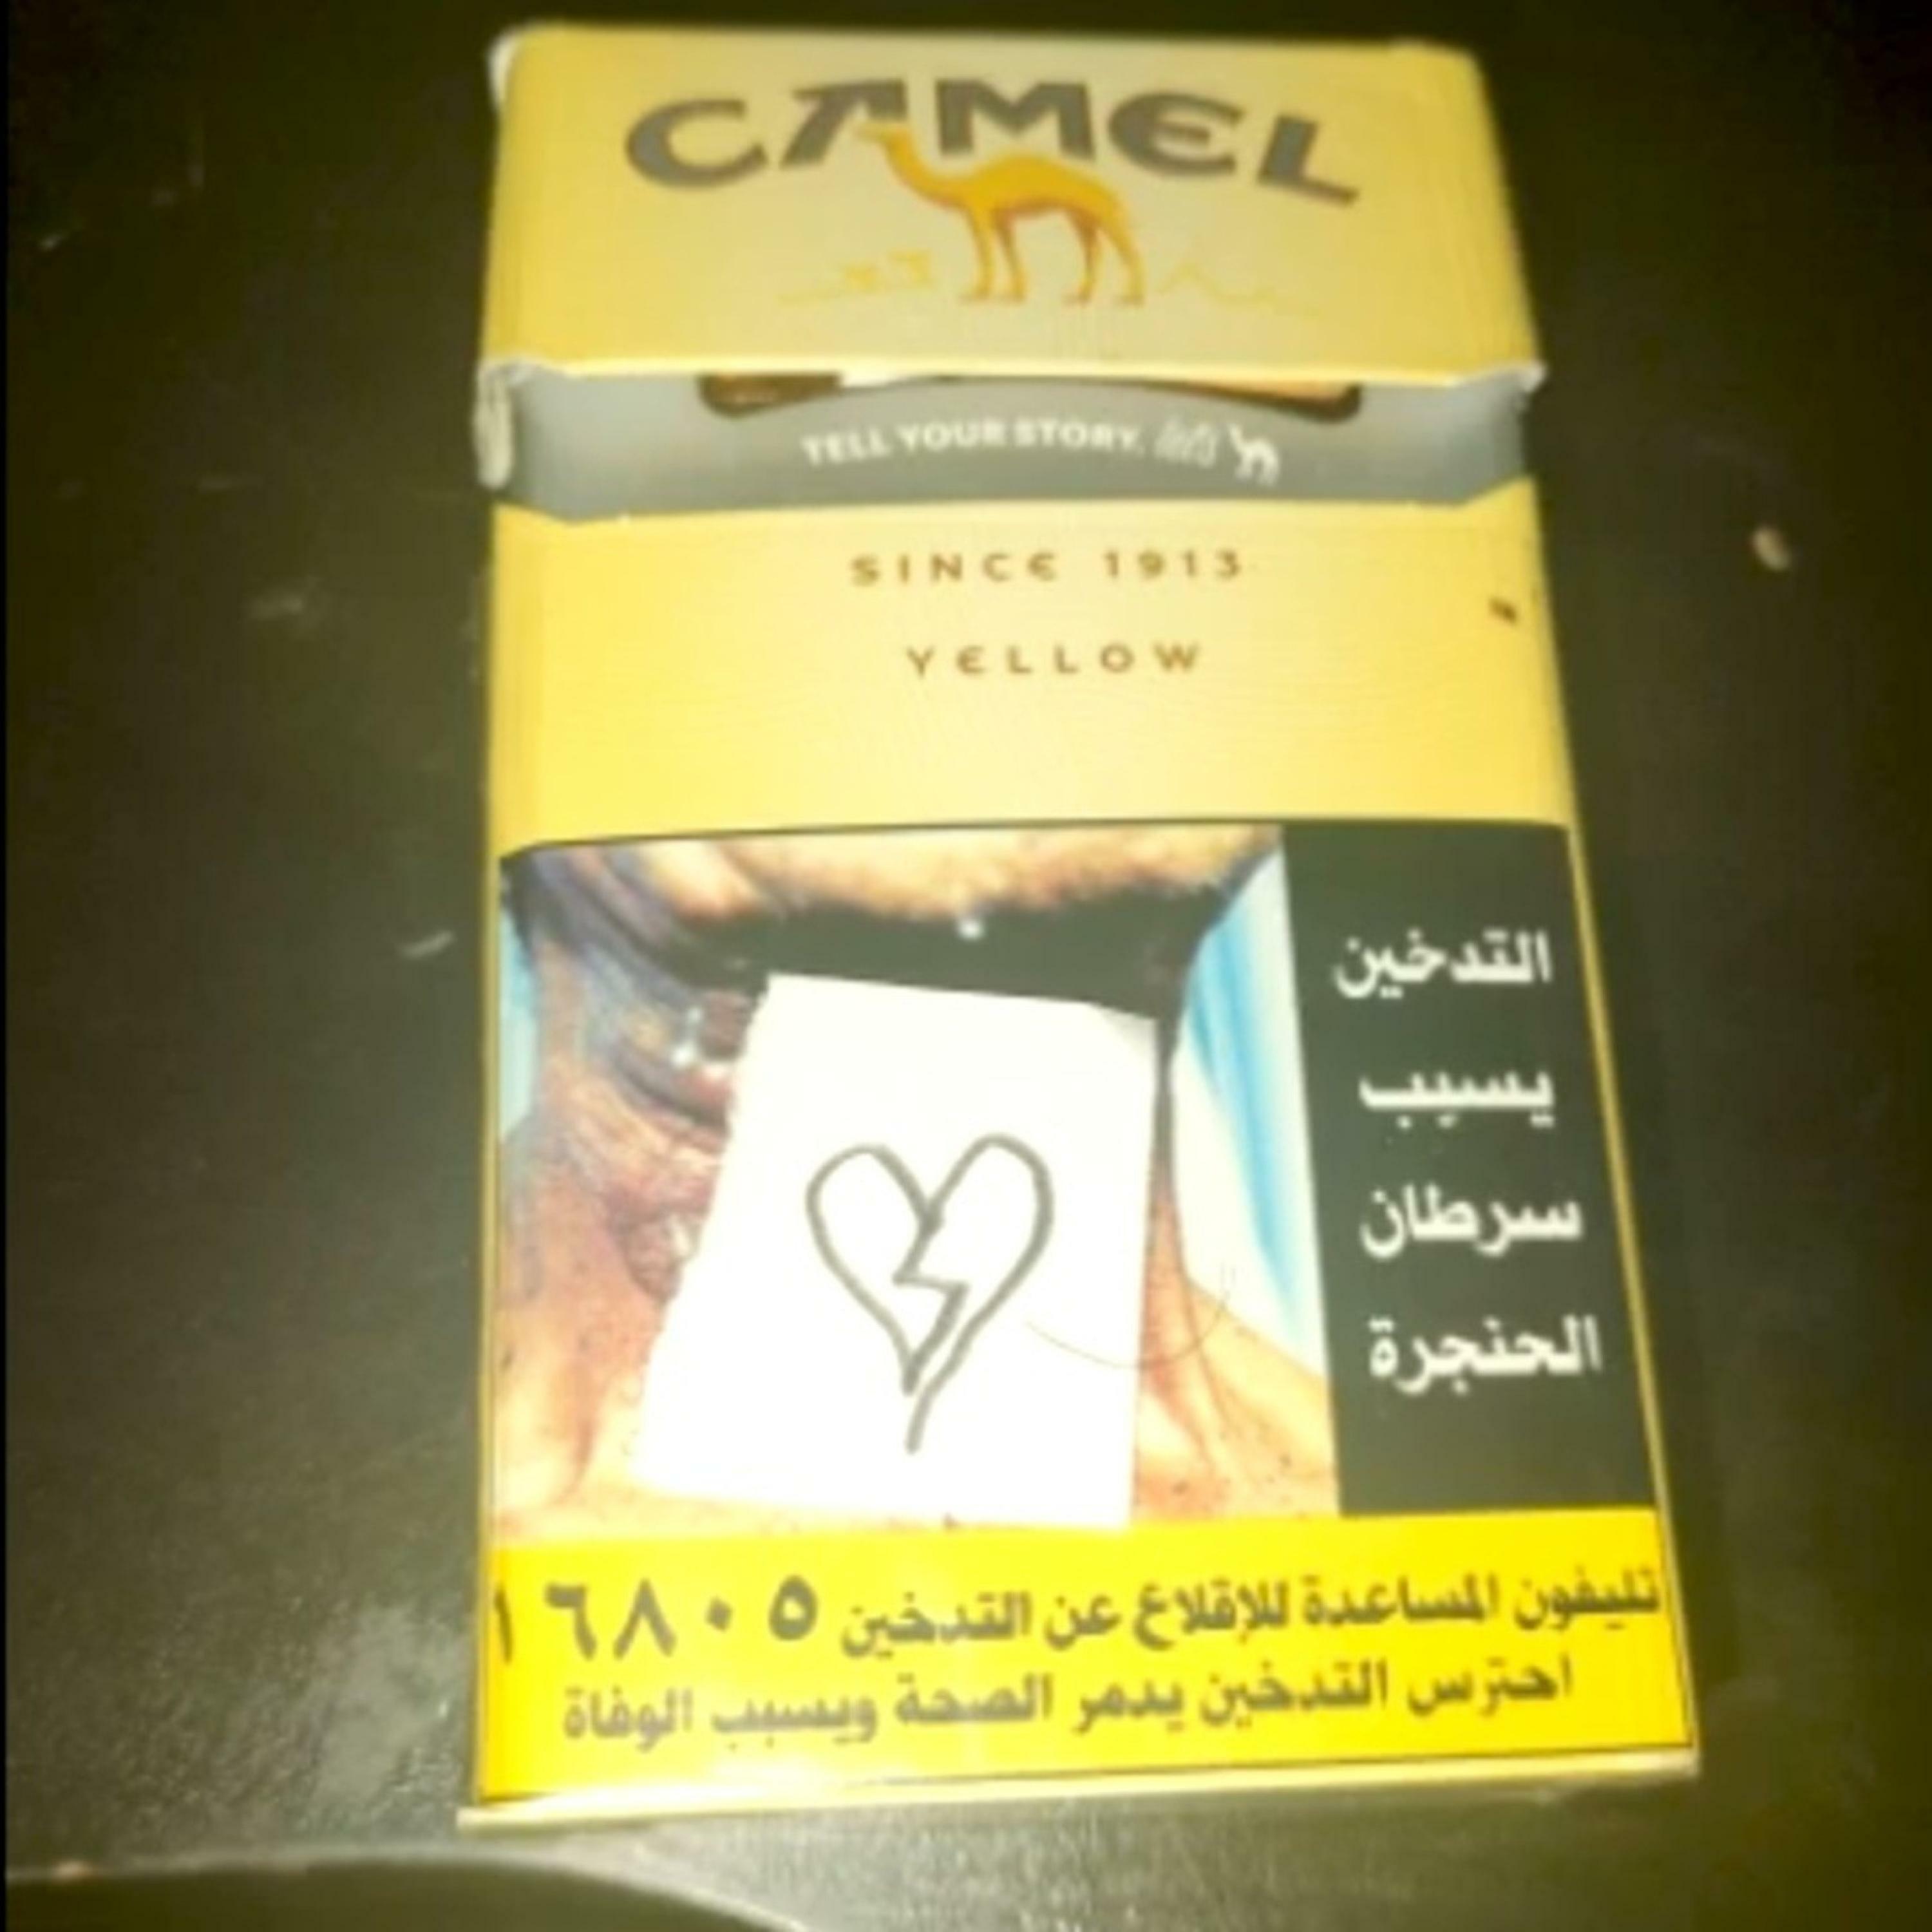 CAMEL
TELL YOUR STORY. let's
SINCE 1913
YELLOW
التدخين
يسبب
سرطان
الحنجرة
تليفون المساعدة للإقلاع عن التدخين ١٦٨٠٥
احترس التدخين يدمر الصحة ويسبب الوفاة